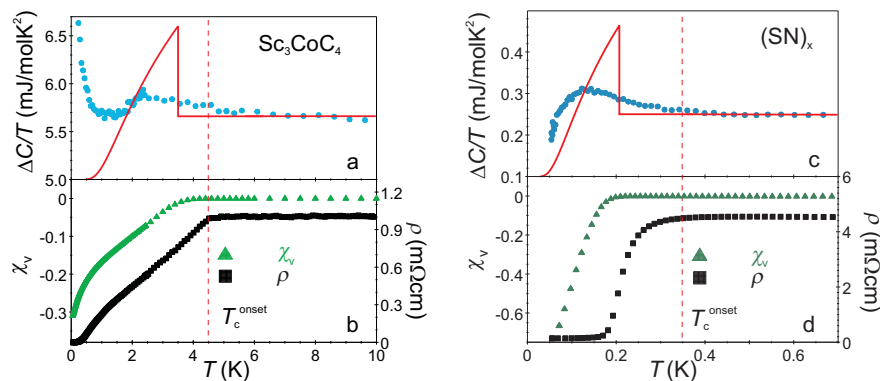 Sc₃CoC₄
ΔC/T (mJ/molK²)
6.5
6.0
5.5
5.0
a
0
-0.1
-0.2
-0.3
χᵥ
χᵥ
ρ
T_c^onset
b
1.2
0.9
0.6
0.3
0
ρ (mΩcm)
0 2 4 6 8 10
T (K)
(SN)ₓ
ΔC/T (mJ/molK²)
0.4
0.3
0.2
0.1
c
0
-0.2
-0.4
-0.6
χᵥ
χᵥ
ρ
T_c^onset
d
6
4
2
0
ρ (mΩcm)
0.0 0.2 0.4 0.6
T (K)